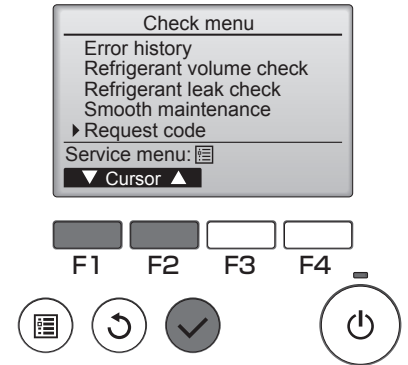 Check menu
Error history
Refrigerant volume check
Refrigerant leak check
Smooth maintenance
Request code
Service menu:
▼ Cursor ▲
F1 F2 F3 F4